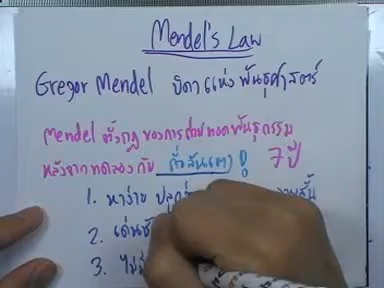 Mendel's Law
Gregor Mendel บิดาแห่งพันธุศาสตร์
Mendel ตั้งกฎของการถ่ายทอดพันธุกรรม
หลังจากทดลองกับ ถั่วลันเตา 7 ปี
1. หาง่าย
2.
3.